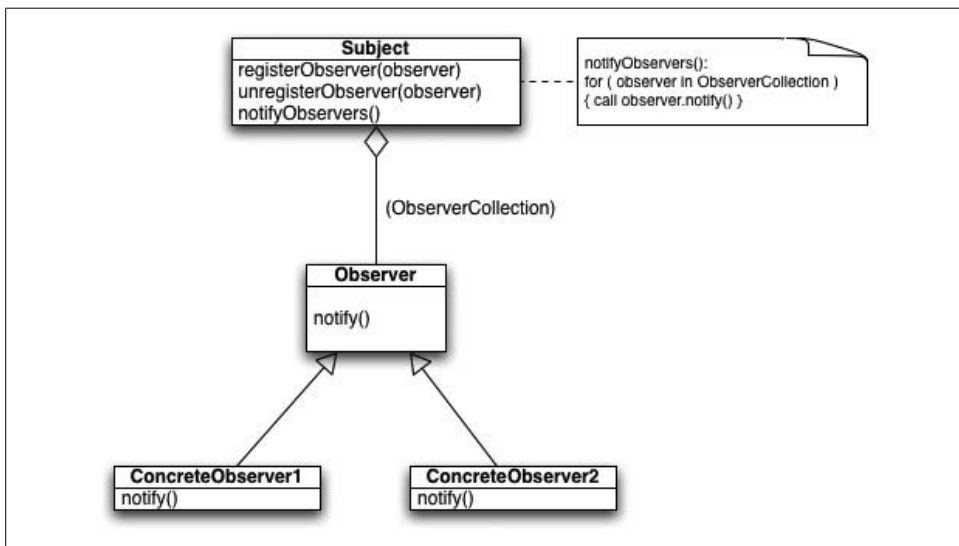 Subject
registerObserver(observer)
unregisterObserver(observer)
notifyObservers()
notifyObservers():
for ( observer in ObserverCollection )
{ call observer.notify() }
(ObserverCollection)
Observer
notify()
ConcreteObserver1
notify()
ConcreteObserver2
notify()